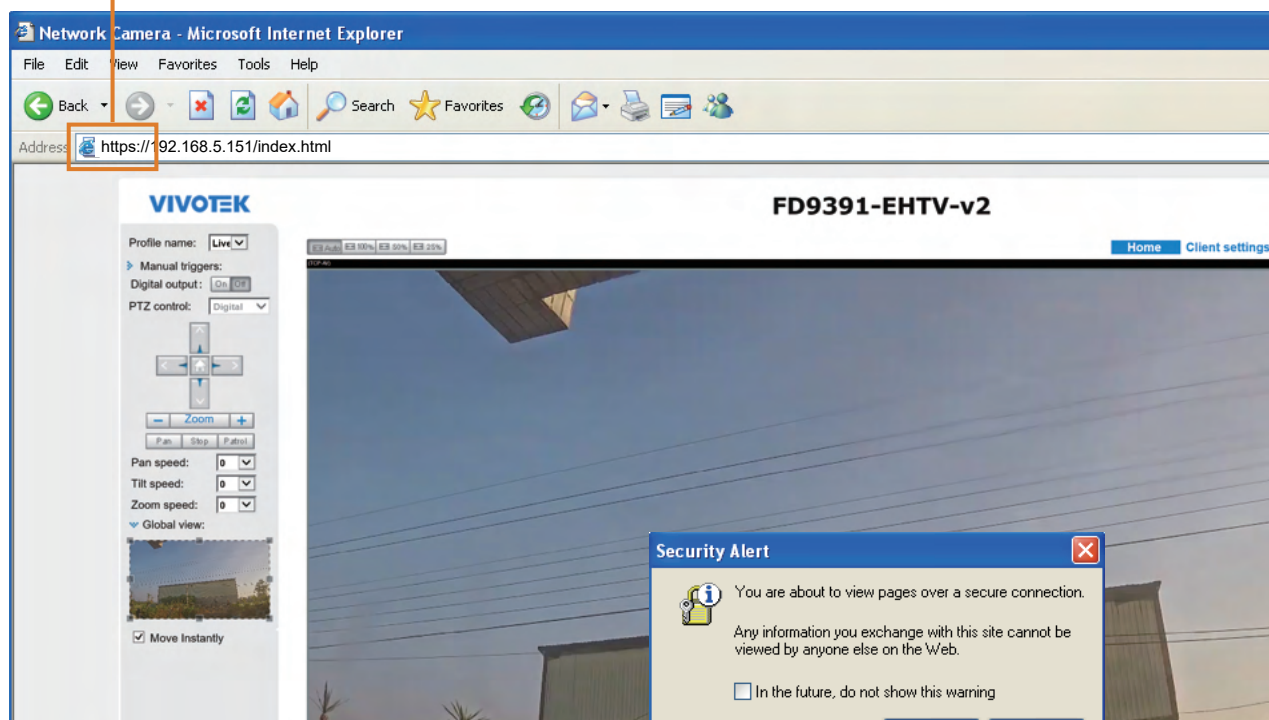 Network Camera - Microsoft Internet Explorer
File Edit View Favorites Tools Help
Back Search Favorites
Address https://192.168.5.151/index.html
VIVOTEK
FD9391-EHTV-v2
Profile name: Live
Auto 100% 50% 25%
Home Client settings
Manual triggers:
Digital output: On Off
PTZ control: Digital
Zoom
Pan Stop Patrol
Pan speed: 0
Tilt speed: 0
Zoom speed: 0
Global view:
Move Instantly
Security Alert
You are about to view pages over a secure connection.
Any information you exchange with this site cannot be
viewed by anyone else on the Web.
In the future, do not show this warning